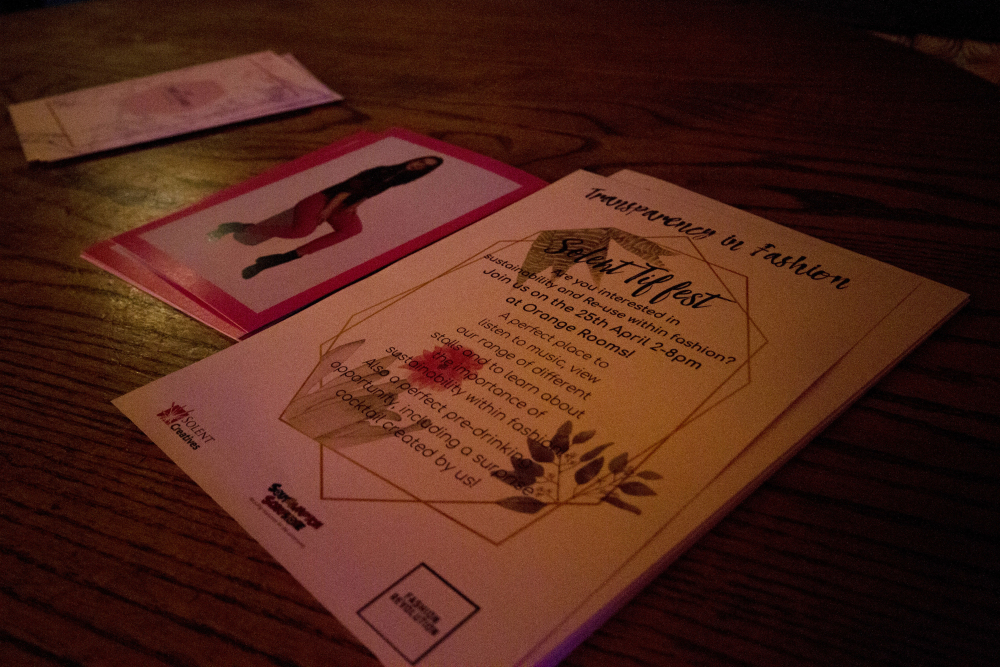 Transparency in Fashion
Solent Tif fest
Are you interested in
sustainability and Re-use within fashion?
Join us on the 25th April 2-8pm
at Orange Rooms!
A perfect place to
listen to music, view
our range of different
stalls and to learn about
the importance of
sustainability within fashion
Also a perfect pre-drinking
opportunity, including a surprise
cocktail created by us!
SOLENT
Creatives
FASHION
REVOLUTION